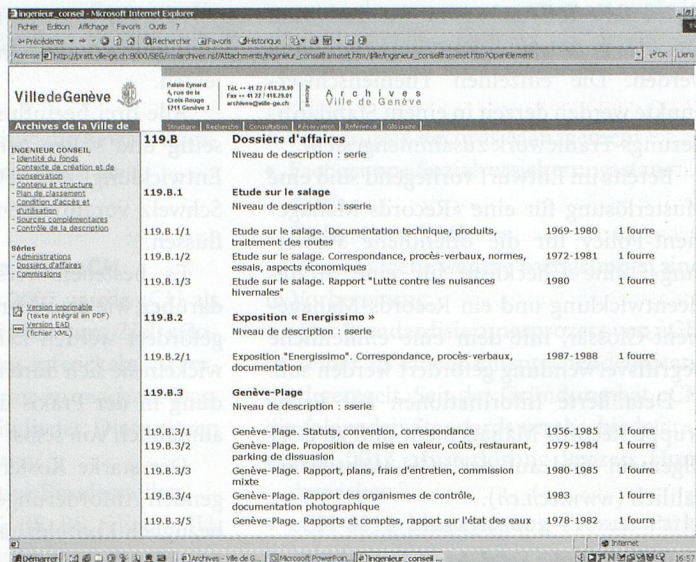 ingenieur_conseil - Microsoft Internet Explorer
Fichier Edition Affichage Favoris Outils ?
Précédente Rechercher Favoris Historique
Adresse http://pratt.ville-ge.ch:8000/SEG/xmlarchives.nsf/Attachments/ingenieur_conseilframeset.htm/$file/ingenieur_conseilframeset.htm?OpenElement OK Liens
Ville de Genève
Palais Eynard
4, rue de la
Croix Rouge
1211 Genève 3
Tél. ++ 41 22 / 418.29.90
Fax ++ 41 22 / 418.29.01
archives@ville-ge.ch
Accueil
Archives
Ville de Genève
Archives de la Ville de
Structure | Recherche | Consultation | Réservation | Référence | Glossaire
INGENIEUR-CONSEIL
- Identité du fonds
- Contexte de création et de
conservation
- Contenu et structure
- Plan de classement
- Condition d'accès et
d'utilisation
- Sources complémentaires
- Contrôle de la description
Séries
- Administrations
- Dossiers d'affaires
- Commissions
Version imprimable
(texte intégral en PDF)
Version EAD
(fichier XML)
119.B Dossiers d'affaires
Niveau de description : serie
119.B.1 Etude sur le salage
Niveau de description : sserie
119.B.1/1 Etude sur le salage. Documentation technique, produits, 1969-1980 1 fourre
traitement des routes
119.B.1/2 Etude sur le salage. Correspondance, procès-verbaux, normes, 1972-1981 1 fourre
essais, aspects économiques
119.B.1/3 Etude sur le salage. Rapport "Lutte contre les nuisances 1980 1 fourre
hivernales"
119.B.2 Exposition « Energissimo »
Niveau de description : sserie
119.B.2/1 Exposition "Energissimo". Correspondance, procès-verbaux, 1987-1988 1 fourre
documentation
119.B.3 Genève-Plage
Niveau de description : sserie
119.B.3/1 Genève-Plage. Statuts, convention, correspondance 1956-1985 1 fourre
119.B.3/2 Genève-Plage. Proposition de mise en valeur, coûts, recettes, 1979-1984 1 fourre
parking de dissuasion
119.B.3/3 Genève-Plage. Rapport, plans, frais d'entretien, commission 1980-1985 1 fourre
mixte
119.B.3/4 Genève-Plage. Rapport des organismes de contrôle, 1983 1 fourre
documentation photographique
119.B.3/5 Genève-Plage. Budgets et comptes, rapport sur l'état des eaux 1978-1982 1 fourre
Internet
Démarrer Archives - Ville de G... Microsoft PowerPoin... ingenieur_conseil ... 16:57